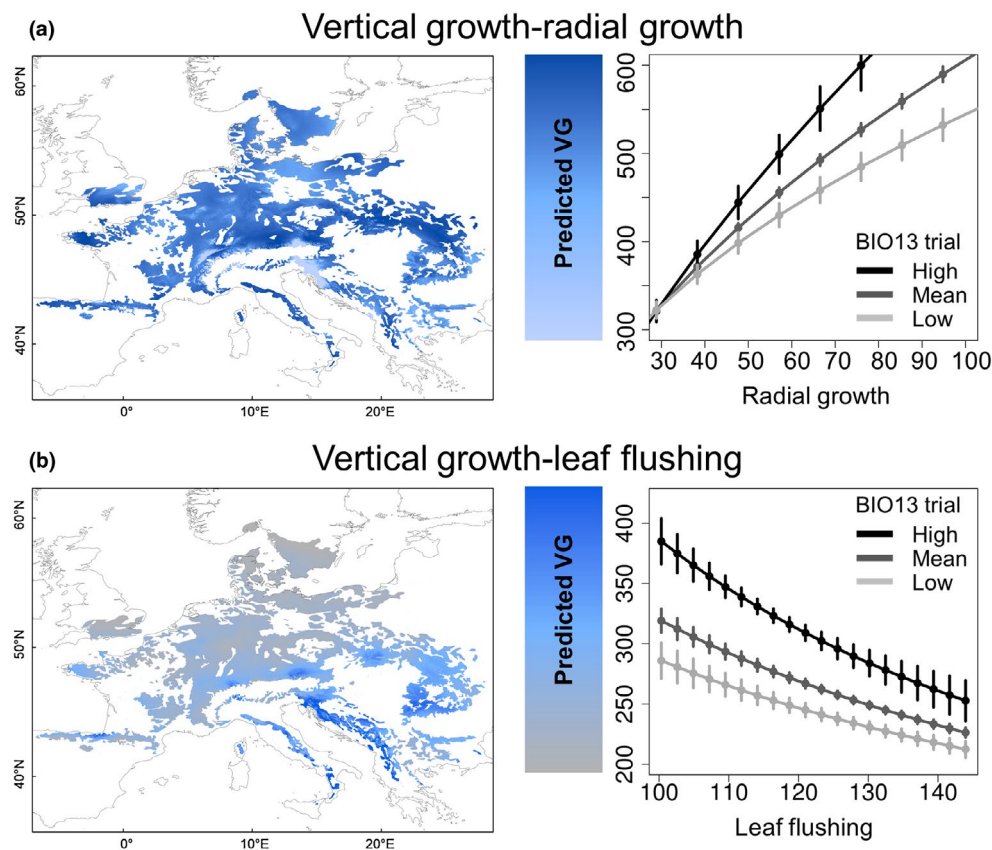 (a)
Vertical growth-radial growth
60°N
50°N
40°N
0°
10°E
20°E
Predicted VG
600
500
400
300
BIO13 trial
High
Mean
Low
30 40 50 60 70 80 90 100
Radial growth
(b)
Vertical growth-leaf flushing
60°N
50°N
40°N
0°
10°E
20°E
Predicted VG
400
350
300
250
200
BIO13 trial
High
Mean
Low
100 110 120 130 140
Leaf flushing